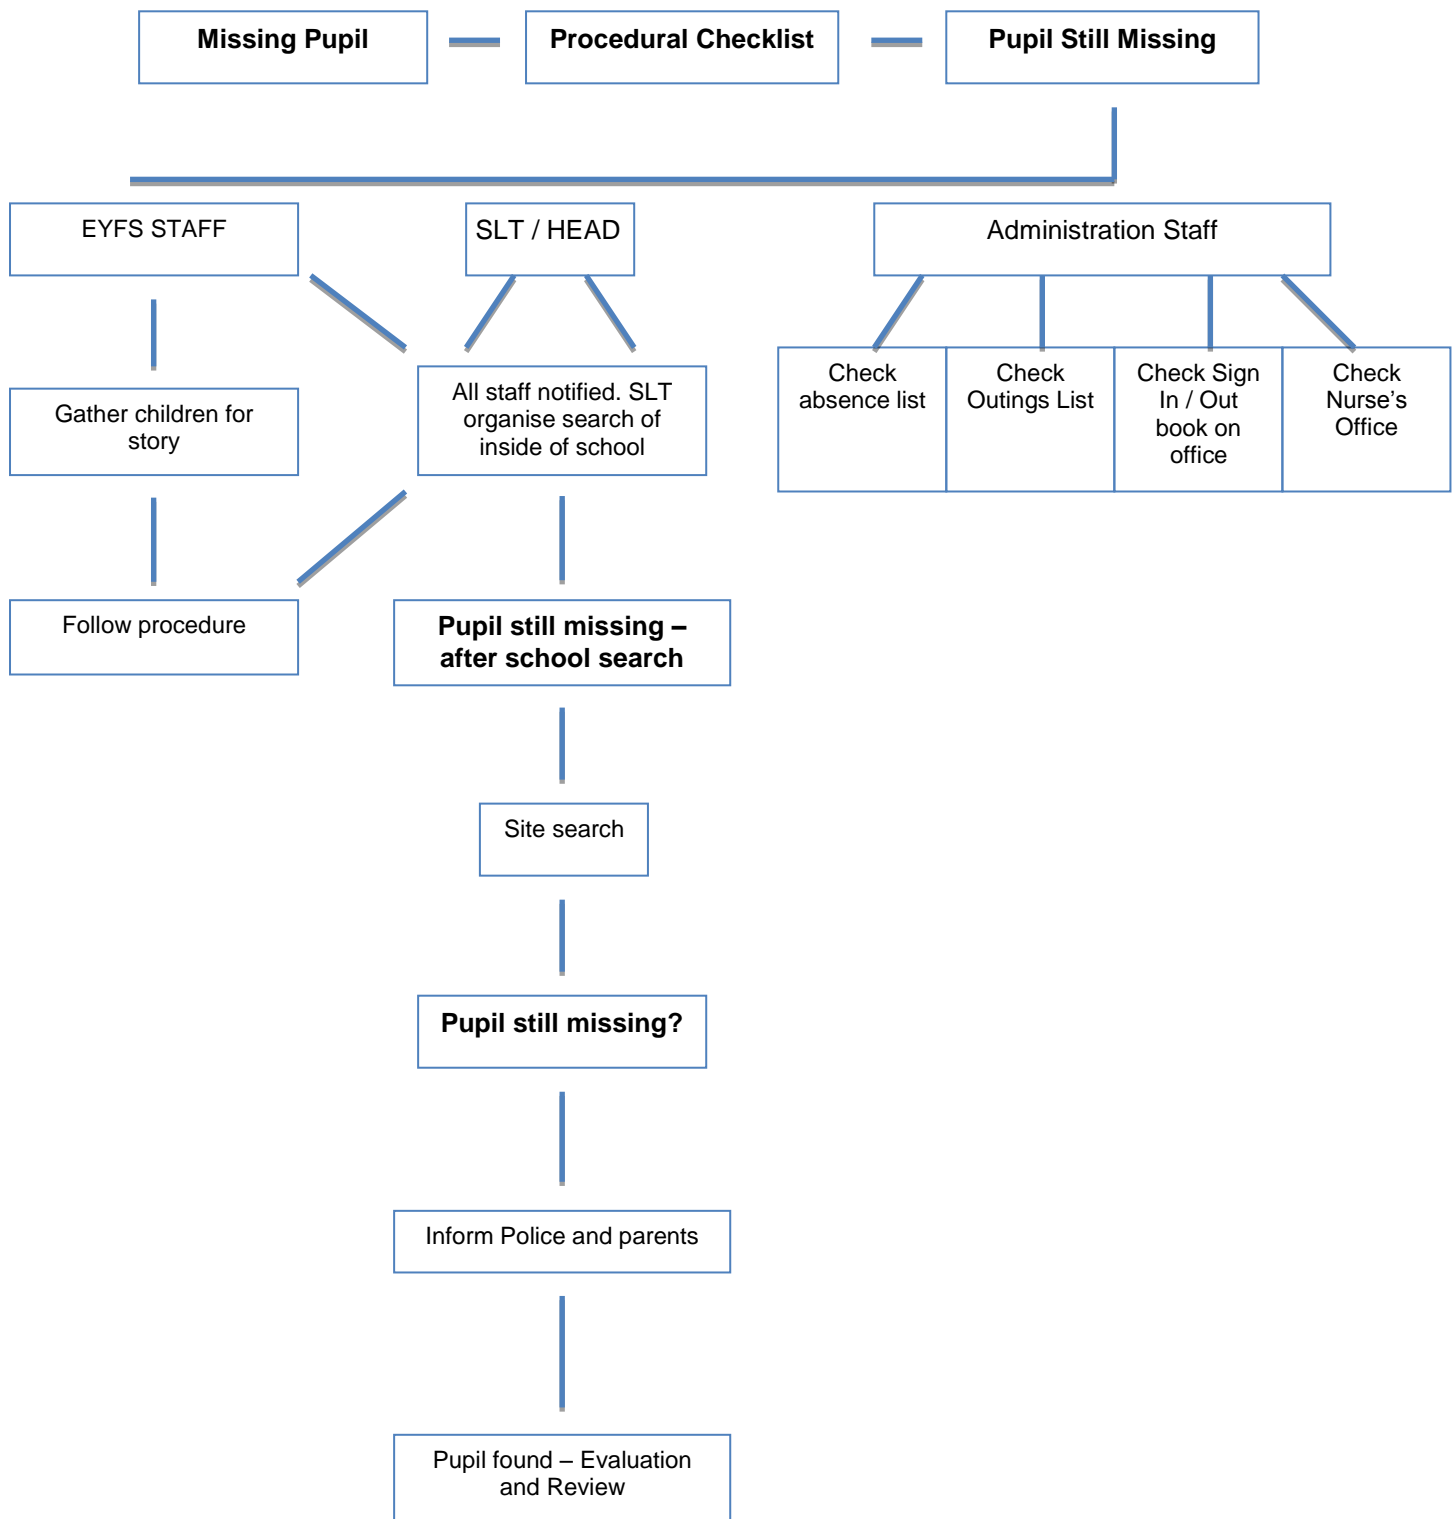 Missing Pupil
Procedural Checklist
Pupil Still Missing
EYFS STAFF
SLT / HEAD
Administration Staff
Gather children for
story
All staff notified. SLT
organise search of
inside of school
Check
absence list
Check
Outings List
Check Sign
In / Out
book on
office
Check
Nurse’s
Office
Follow procedure
Pupil still missing –
after school search
Site search
Pupil still missing?
Inform Police and parents
Pupil found – Evaluation
and Review